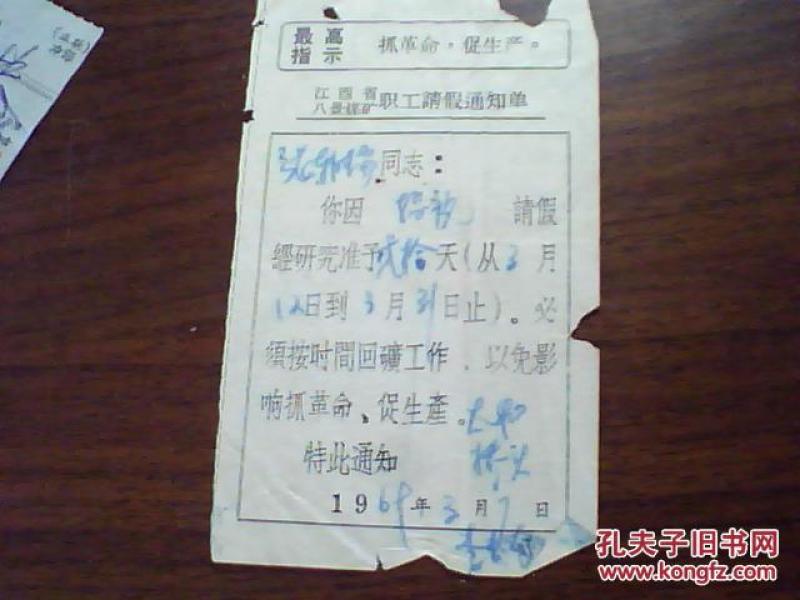 最高
指示
抓革命,促生产。
江西省
八景煤矿
职工請假通知单
同志:
你因 探親 請假
經研究准予贰拾天(从3月
12日到3月31日止)。必
須按时間回礦工作、以免影
响抓革命、促生產。
特此通知
1969年3月7日
孔夫子旧书网
www.kongfz.com